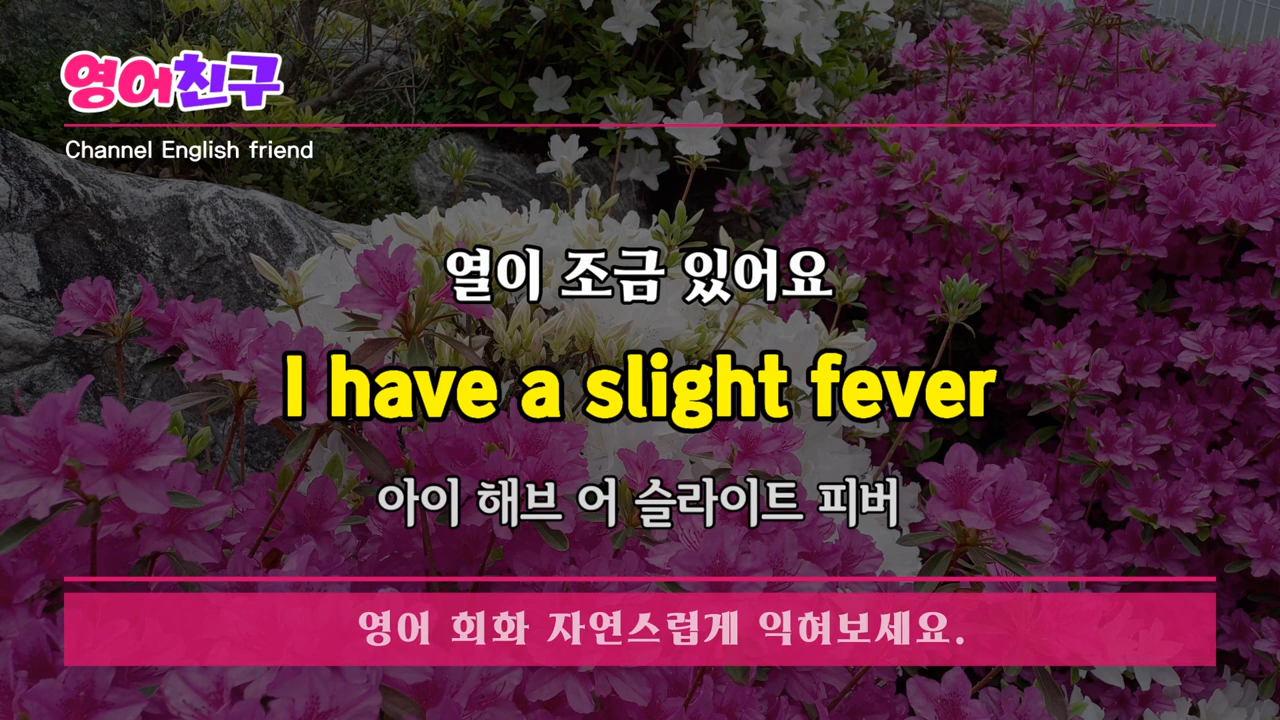 영어친구
Channel English friend
열이 조금 있어요
I have a slight fever
아이 해브 어 슬라이트 피버
영어 회화 자연스럽게 익혀보세요.